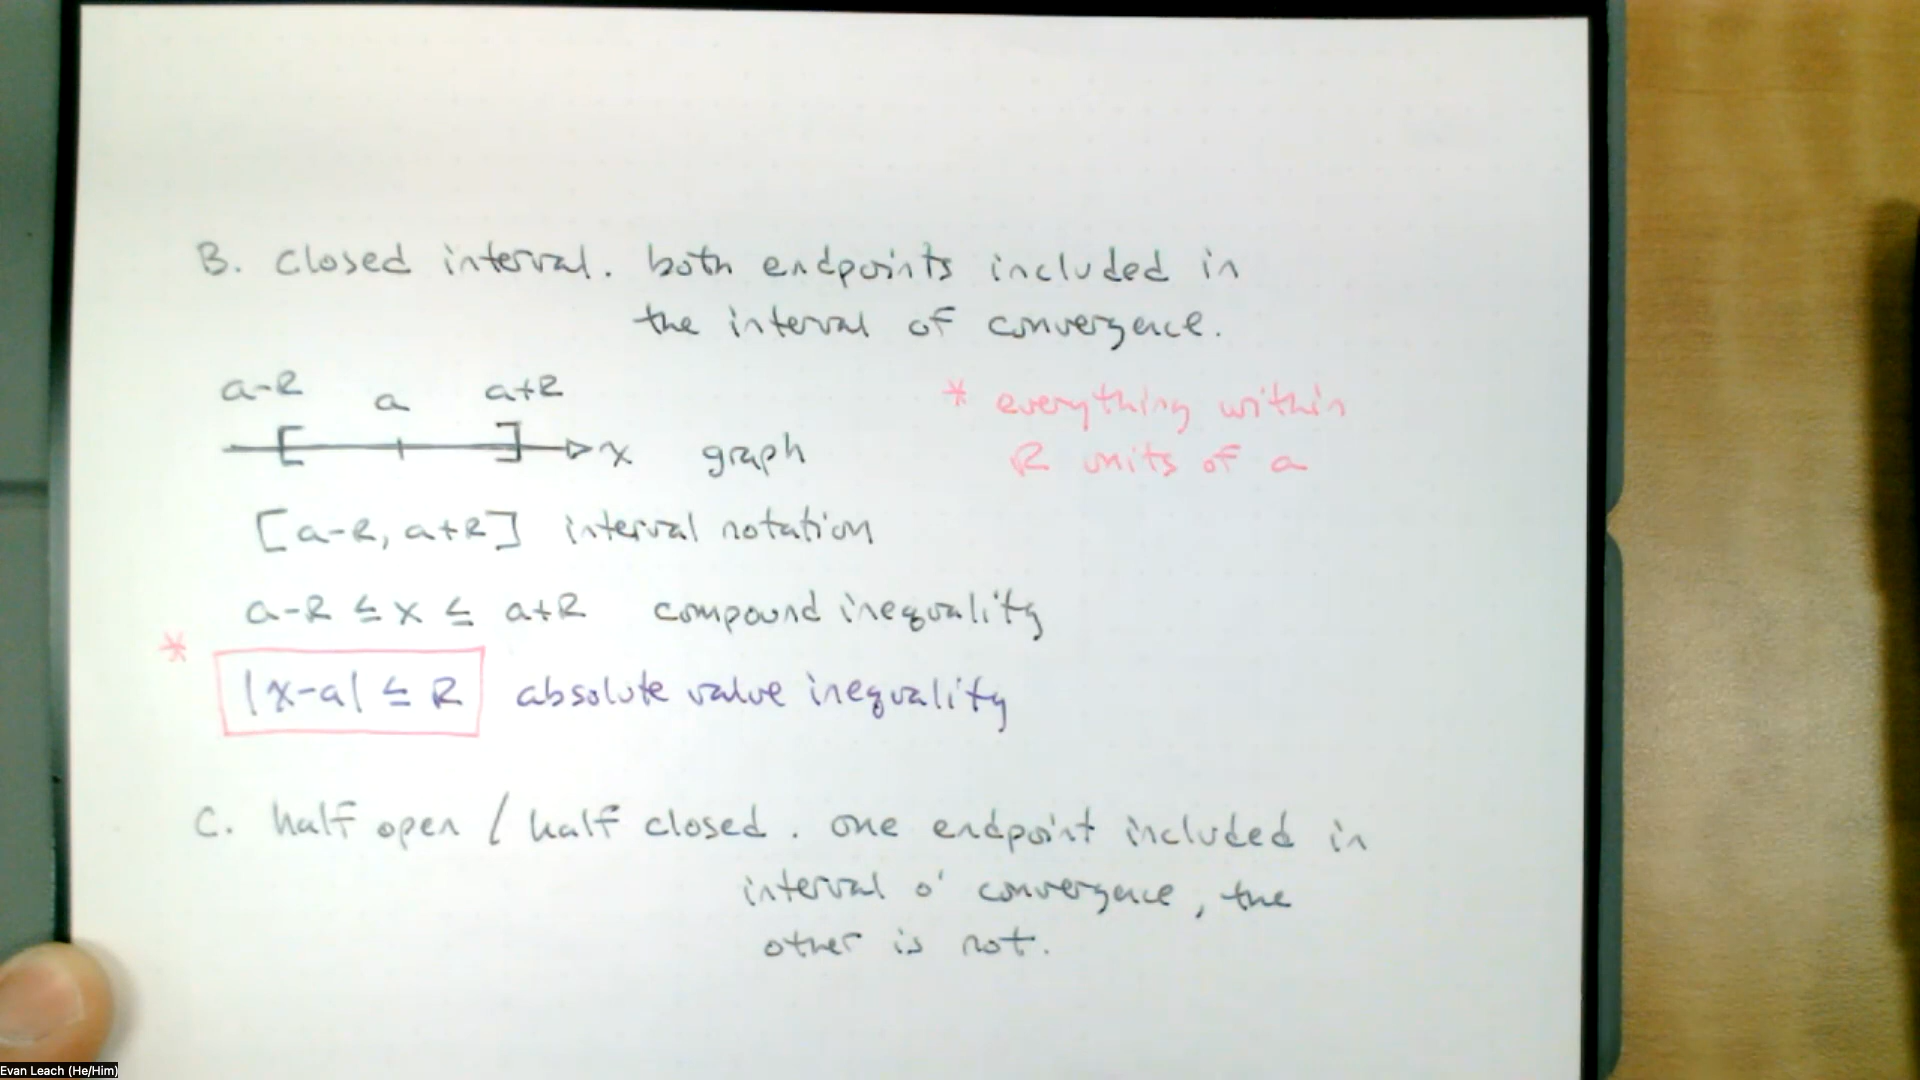 B. closed interval. both endpoints included in
the interval of convergence.
a-R a a+R
x graph
* everything within
R units of a
[a-R, a+R] interval notation
a-R ≤ x ≤ a+R compound inequality
*
|x-a| ≤ R absolute value inequality
C. half open / half closed. one endpoint included in
interval o' convergence, the
other is not.
Evan Leach (He/Him)